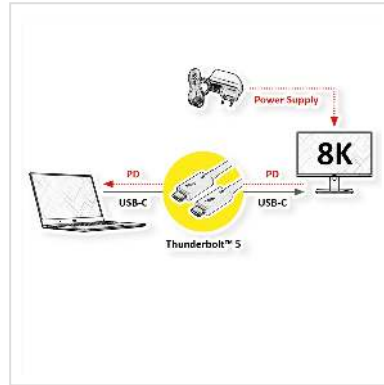 Power Supply
8K
PD
PD
USB-C
USB-C
Thunderbolt™ 5